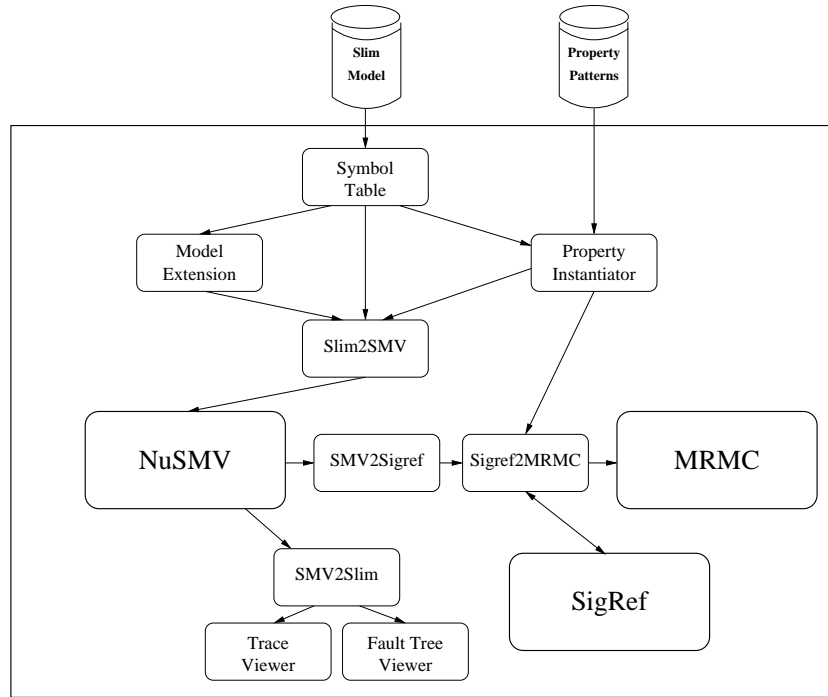 Slim
Model
Property
Patterns
Symbol
Table
Model
Extension
Property
Instantiator
Slim2SMV
NuSMV
SMV2Sigref
Sigref2MRMC
MRMC
SMV2Slim
SigRef
Trace
Viewer
Fault Tree
Viewer